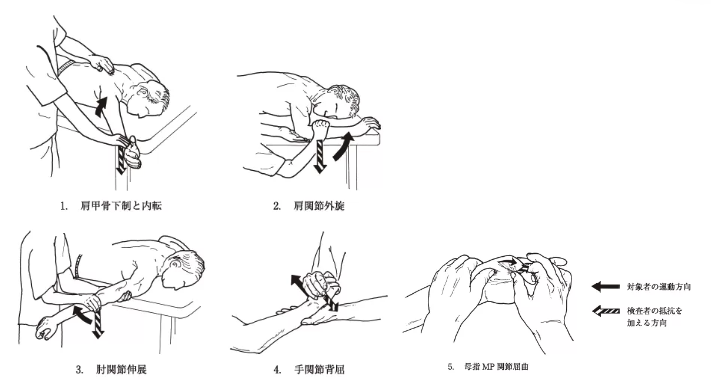 1. 肩甲骨下制と内転
2. 肩関節外旋
3. 肘関節伸展
4. 手関節背屈
5. 母指MP関節屈曲
対象者の運動方向
検査者の抵抗を
加える方向